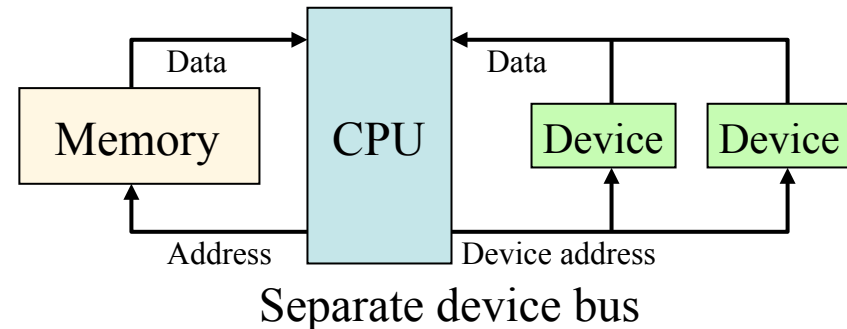 Data
Data
Memory
CPU
Device
Device
Address
Device address
Separate device bus